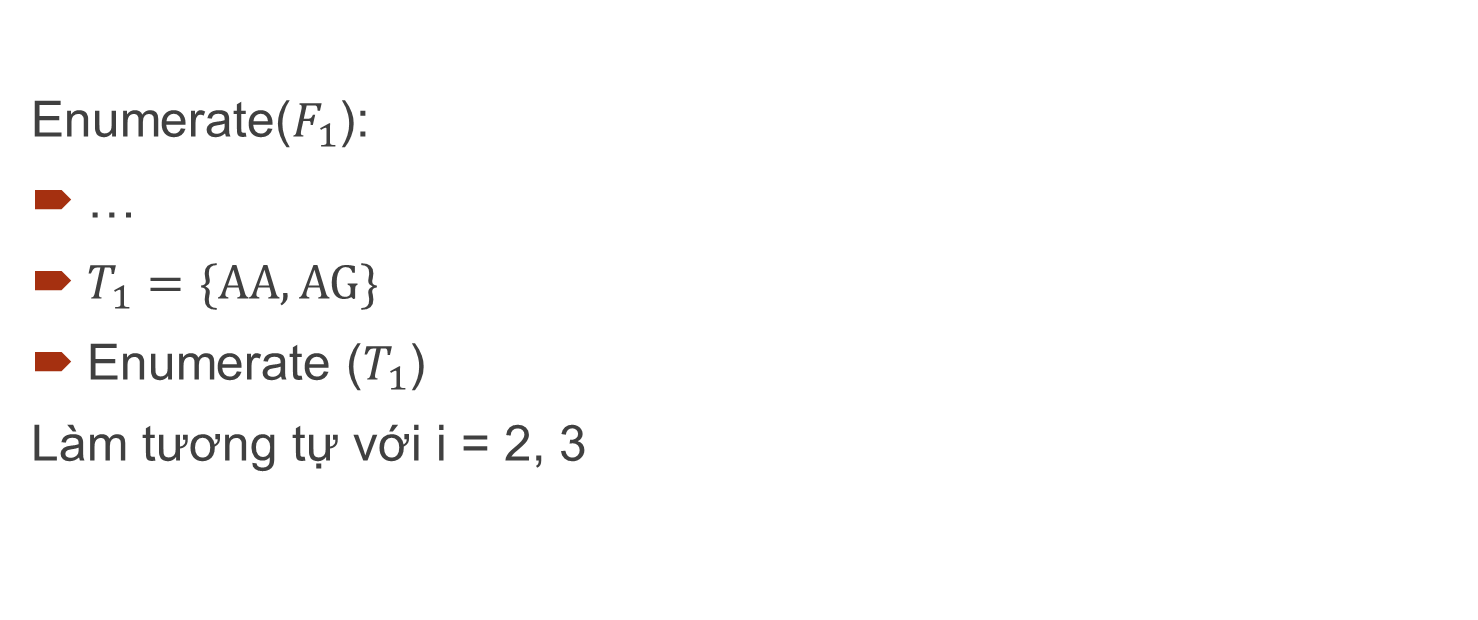 Enumerate(𝐹₁):
…
𝑇₁ = {AA, AG}
Enumerate (𝑇₁)
Làm tương tự với i = 2, 3